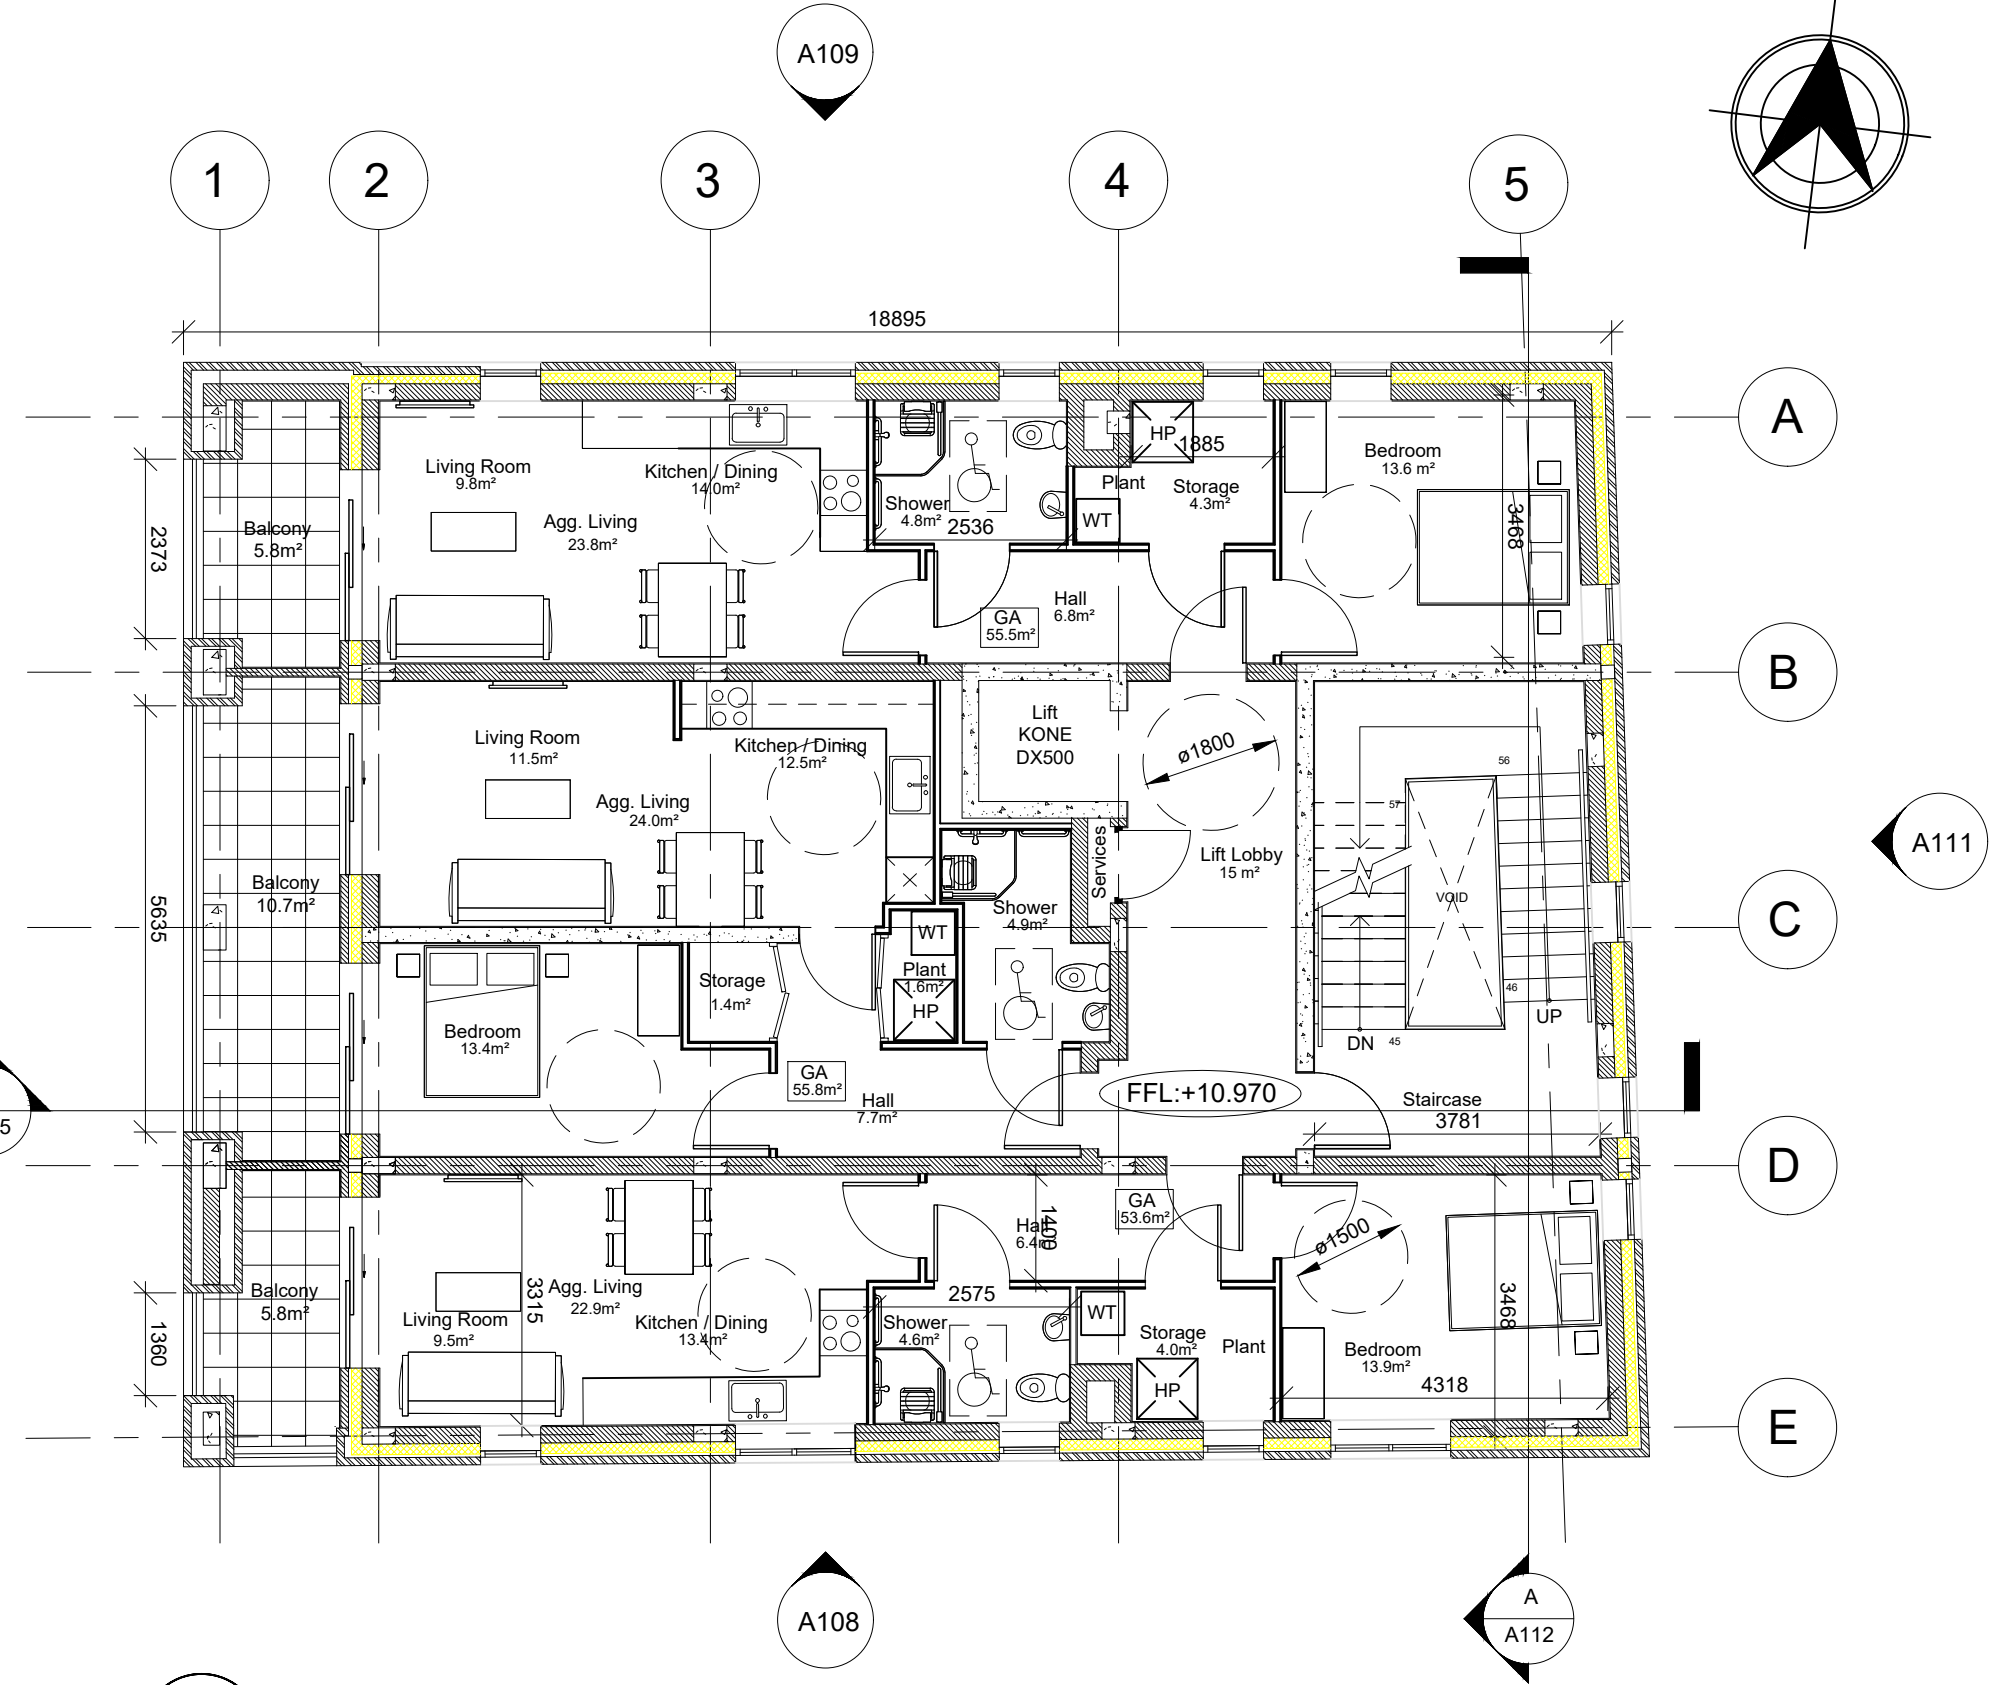 A109
1
2
3
4
5
18895
A
HP
1885
Living Room
9.8m²
Kitchen / Dining
14.0m²
Bedroom
13.6 m²
Plant
Storage
4.3m²
Shower
4.8m²
2536
WT
Agg. Living
23.8m²
Balcony
5.8m²
2373
3468
Hall
6.8m²
GA
55.5m²
B
Lift
KONE
DX500
ø1800
Living Room
11.5m²
Kitchen / Dining
12.5m²
Agg. Living
24.0m²
56
57
Services
Lift Lobby
15 m²
A111
VOID
Balcony
10.7m²
5635
Shower
4.9m²
C
WT
Plant
1.6m²
HP
Storage
1.4m²
46
UP
DN
45
Bedroom
13.4m²
GA
55.8m²
Hall
7.7m²
FFL:+10.970
Staircase
3781
5
D
GA
53.6m²
Hall
6.4m²
1400
ø1500
Balcony
5.8m²
Agg. Living
22.9m²
3315
2575
3468
Living Room
9.5m²
Kitchen / Dining
13.4m²
Shower
4.6m²
WT
Storage
4.0m²
Plant
HP
Bedroom
13.9m²
1360
4318
E
A108
A
A112